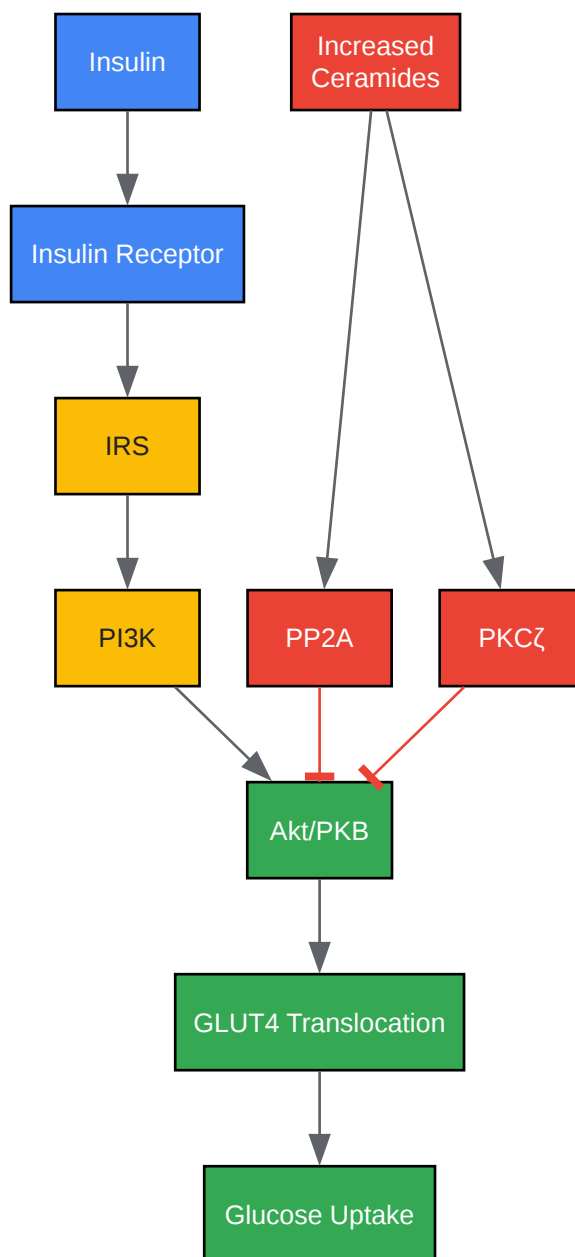 Insulin
Increased
Ceramides
Insulin Receptor
IRS
PI3K
PP2A
PKCζ
Akt/PKB
GLUT4 Translocation
Glucose Uptake